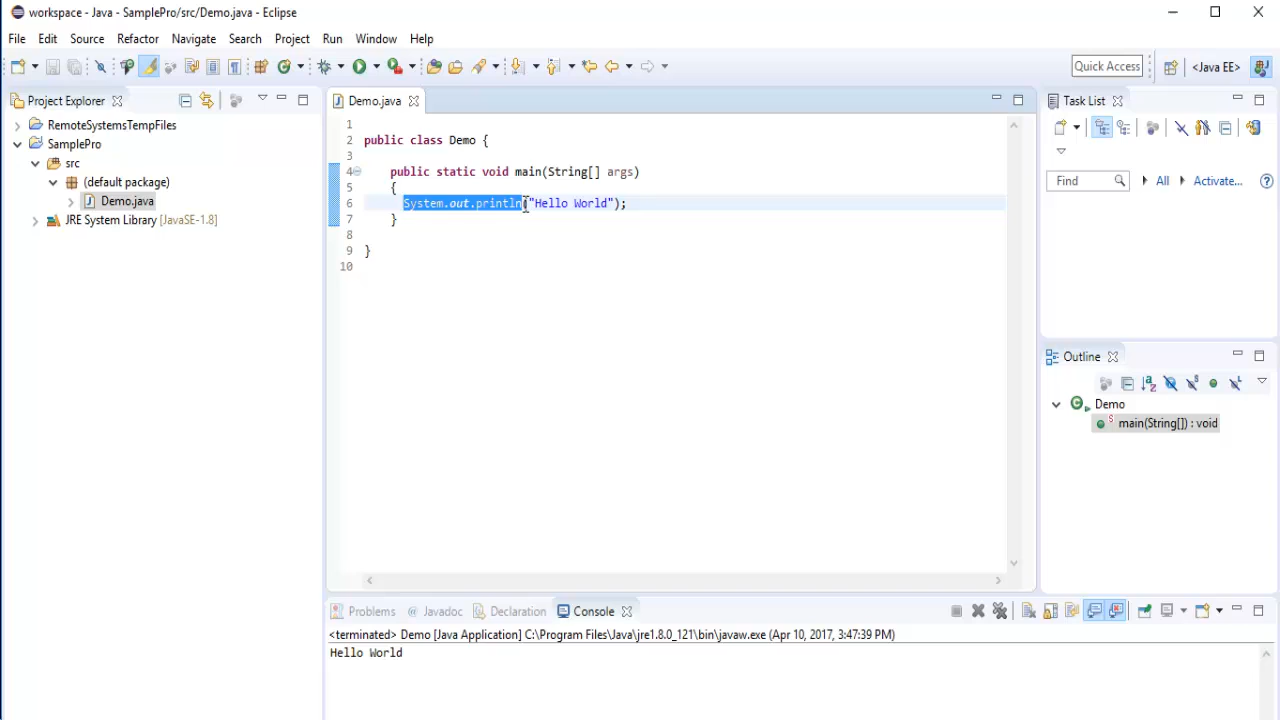 workspace - Java - SamplePro/src/Demo.java - Eclipse
File Edit Source Refactor Navigate Search Project Run Window Help
Quick Access
<Java EE>
Project Explorer
RemoteSystemsTempFiles
SamplePro
src
(default package)
Demo.java
JRE System Library [JavaSE-1.8]
Demo.java
1
2 public class Demo {
3
4 public static void main(String[] args)
5 {
6 System.out.println("Hello World");
7 }
8
9 }
10
Task List
Find All Activate...
Outline
Demo
main(String[]) : void
Problems @ Javadoc Declaration Console
<terminated> Demo [Java Application] C:\Program Files\Java\jre1.8.0_121\bin\javaw.exe (Apr 10, 2017, 3:47:39 PM)
Hello World